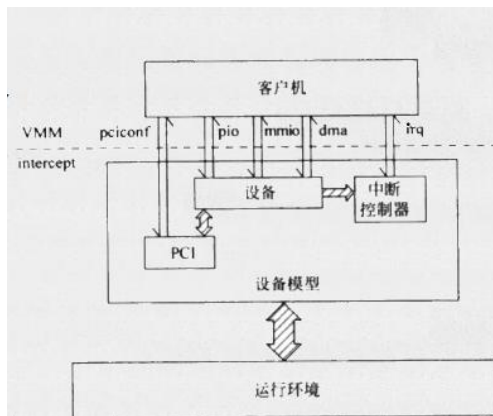 客户机
VMM pciconf pio mmio dma irq
intercept
设备
中断
控制器
PCI
设备模型
运行环境